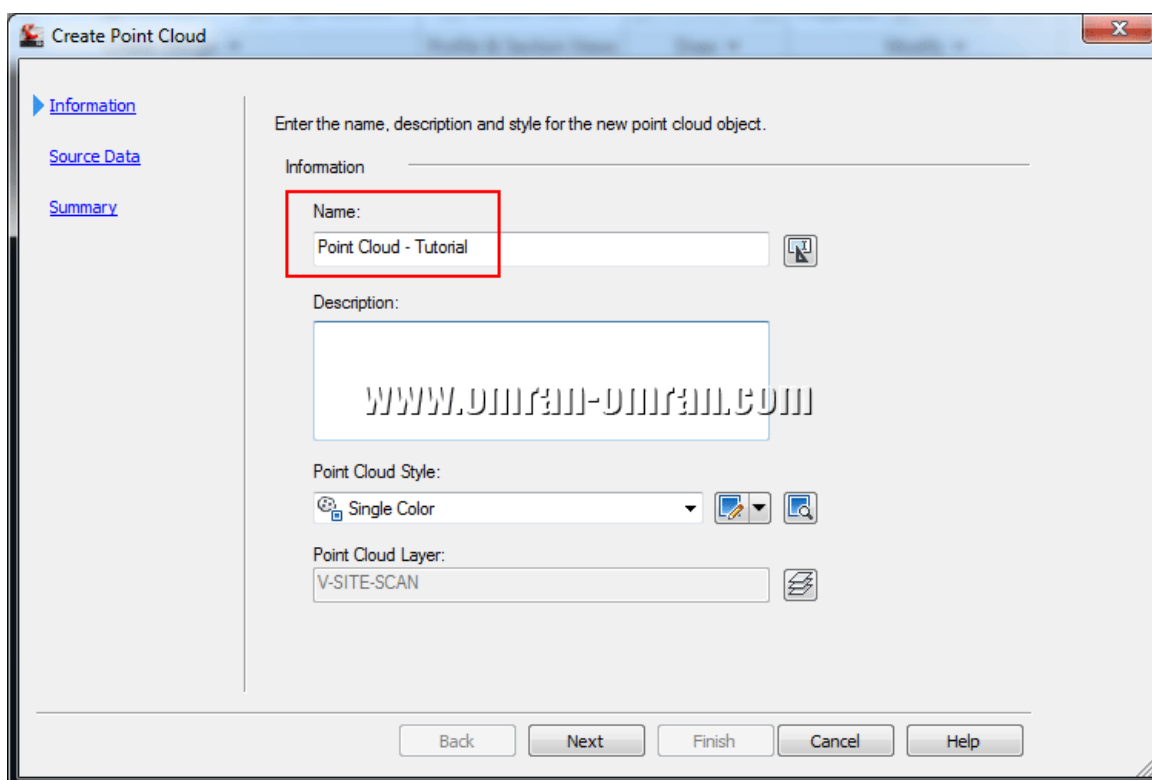 Create Point Cloud
Information
Source Data
Summary
Enter the name, description and style for the new point cloud object.
Information
Name:
Point Cloud - Tutorial
Description:
www.omran-omran.com
Point Cloud Style:
Single Color
Point Cloud Layer:
V-SITE-SCAN
Back Next Finish Cancel Help